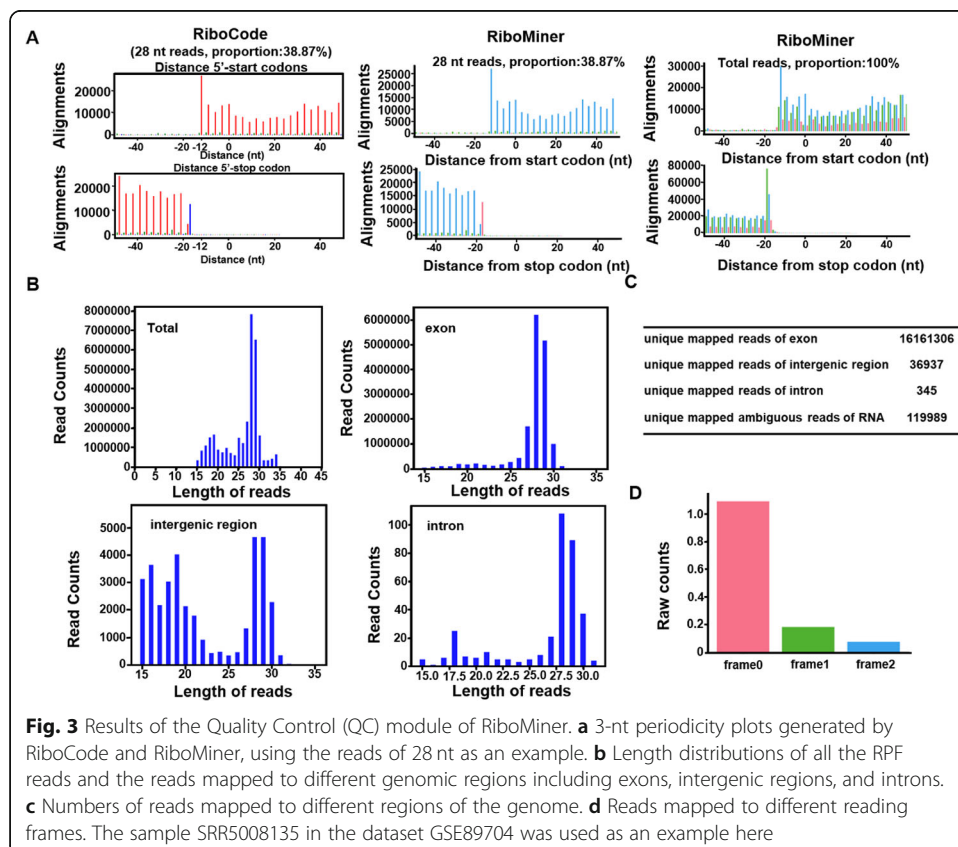 A
RiboCode
(28 nt reads, proportion:38.87%)
Distance 5'-start codons
Alignments
20000
10000
0
-40 -20 -12 0 20 40
Distance (nt)
Distance 5'-stop codon
Alignments
20000
10000
0
-40 -20 -12 0 20 40
Distance (nt)
RiboMiner
28 nt reads, proportion:38.87%
Alignments
25000
20000
15000
10000
5000
0
-40 -20 0 20 40
Distance from start codon (nt)
Alignments
25000
20000
15000
10000
5000
0
-40 -20 0 20 40
Distance from stop codon (nt)
RiboMiner
Total reads, proportion:100%
Alignments
30000
25000
20000
15000
10000
5000
0
-40 -20 0 20 40
Distance from start codon (nt)
Alignments
80000
60000
40000
20000
0
-40 -20 0 20 40
Distance from stop codon (nt)
B
Total
Read Counts
8000000
7000000
6000000
5000000
4000000
3000000
2000000
1000000
0
0 5 10 15 20 25 30 35 40 45
Length of reads
exon
Read Counts
6000000
5000000
4000000
3000000
2000000
1000000
0
15 20 25 30 35
Length of reads
intergenic region
Read Counts
5000
4000
3000
2000
1000
0
15 20 25 30 35
Length of reads
intron
Read Counts
100
80
60
40
20
0
15.0 17.5 20.0 22.5 25.0 27.5 30.0
Length of reads
C
unique mapped reads of exon 16161306
unique mapped reads of intergenic region 36937
unique mapped reads of intron 345
unique mapped ambiguous reads of RNA 119989
D
Raw counts
1.0
0.8
0.6
0.4
0.2
0
frame0 frame1 frame2
Fig. 3 Results of the Quality Control (QC) module of RiboMiner. a 3-nt periodicity plots generated by
RiboCode and RiboMiner, using the reads of 28 nt as an example. b Length distributions of all the RPF
reads and the reads mapped to different genomic regions including exons, intergenic regions, and introns.
c Numbers of reads mapped to different regions of the genome. d Reads mapped to different reading
frames. The sample SRR5008135 in the dataset GSE89704 was used as an example here